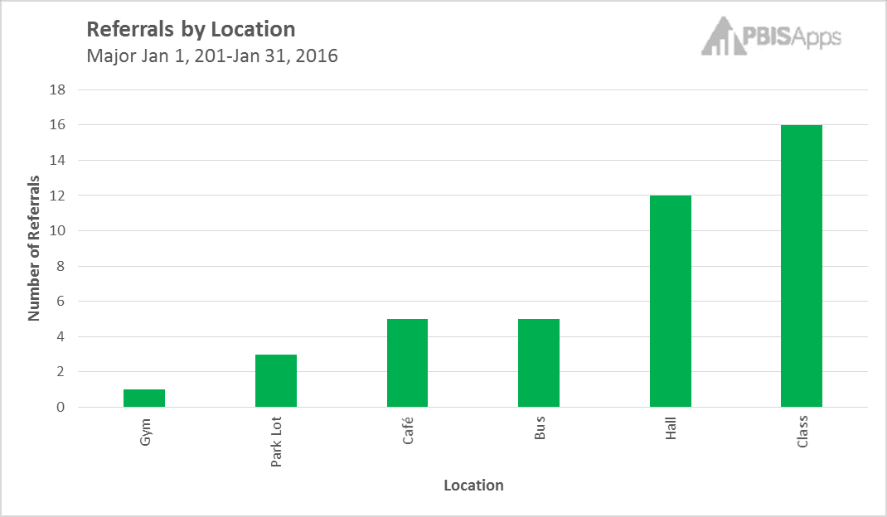 Referrals by Location
Major Jan 1, 201-Jan 31, 2016
PBISApps
Number of Referrals
18
16
14
12
10
8
6
4
2
0
Gym
Park Lot
Café
Bus
Hall
Class
Location